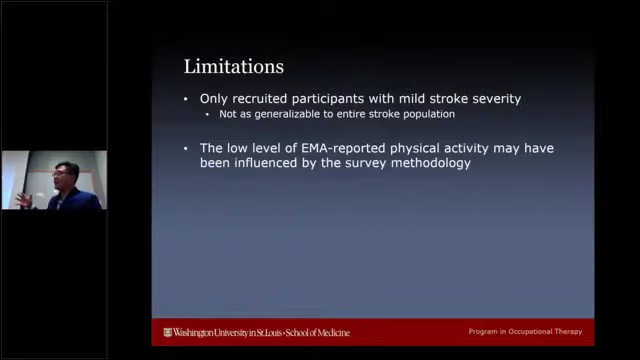 Limitations
• Only recruited participants with mild stroke severity
• Not as generalizable to entire stroke population
• The low level of EMA-reported physical activity may have
been influenced by the survey methodology
Washington University in St. Louis • School of Medicine
Program in Occupational Therapy